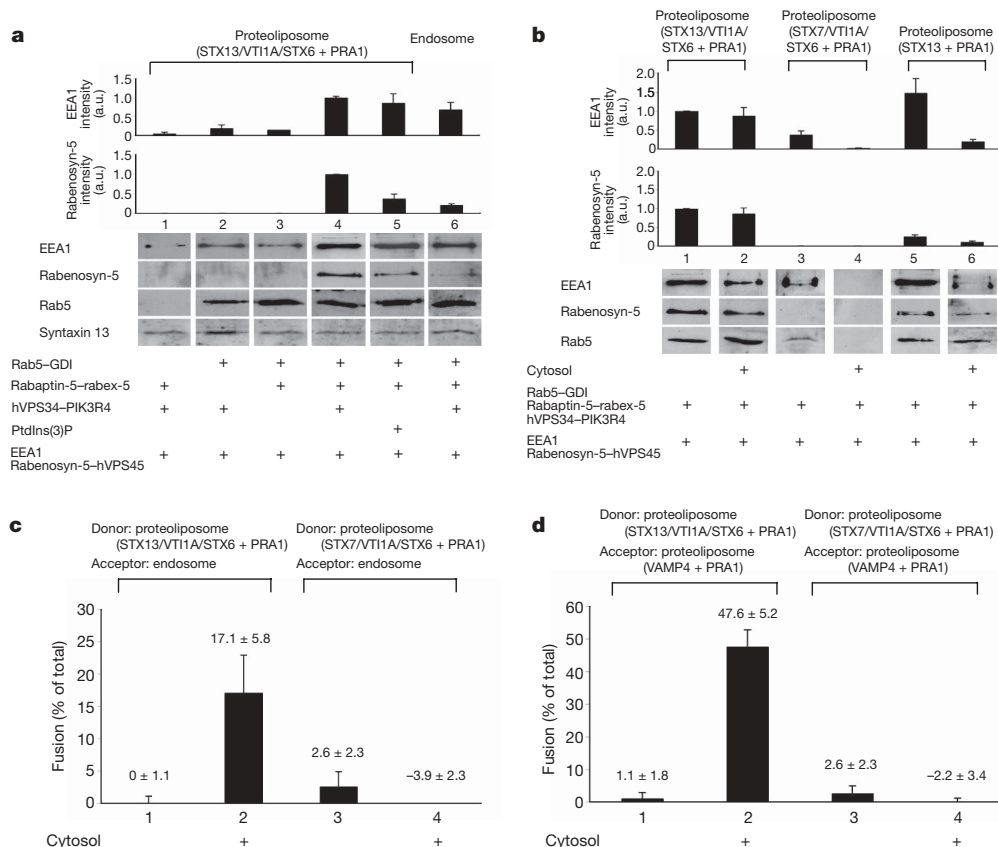 a
Proteoliposome
(STX13/VTI1A/STX6 + PRA1)
Endosome
EEA1
intensity
(a.u.)
1.5
1.0
0.5
0
Rabenosyn-5
intensity
(a.u.)
1.5
1.0
0.5
0
1 2 3 4 5 6
EEA1
Rabenosyn-5
Rab5
Syntaxin 13
Rab5–GDI + + + + +
Rabaptin-5–rabex-5 + + + + +
hVPS34–PIK3R4 + + + +
PtdIns(3)P +
EEA1
Rabenosyn-5–hVPS45 + + + + + +
b
Proteoliposome
(STX13/VTI1A/
STX6 + PRA1)
Proteoliposome
(STX7/VTI1A/
STX6 + PRA1)
Proteoliposome
(STX13 + PRA1)
EEA1
intensity
(a.u.)
2.0
1.5
1.0
0.5
0
Rabenosyn-5
intensity
(a.u.)
2.0
1.5
1.0
0.5
0
1 2 3 4 5 6
EEA1
Rabenosyn-5
Rab5
Cytosol + + +
Rab5–GDI
Rabaptin-5–rabex-5 + + + + + +
hVPS34–PIK3R4
EEA1 + + + + + +
Rabenosyn-5–hVPS45
c
Donor: proteoliposome
(STX13/VTI1A/STX6 + PRA1)
Acceptor: endosome
Donor: proteoliposome
(STX7/VTI1A/STX6 + PRA1)
Acceptor: endosome
Fusion (% of total)
30
25
20
15
10
5
0
0 ± 1.1
17.1 ± 5.8
2.6 ± 2.3
–3.9 ± 2.3
1 2 3 4
Cytosol + +
d
Donor: proteoliposome
(STX13/VTI1A/STX6 + PRA1)
Acceptor: proteoliposome
(VAMP4 + PRA1)
Donor: proteoliposome
(STX7/VTI1A/STX6 + PRA1)
Acceptor: proteoliposome
(VAMP4 + PRA1)
Fusion (% of total)
60
50
40
30
20
10
0
1.1 ± 1.8
47.6 ± 5.2
2.6 ± 2.3
–2.2 ± 3.4
1 2 3 4
Cytosol + +